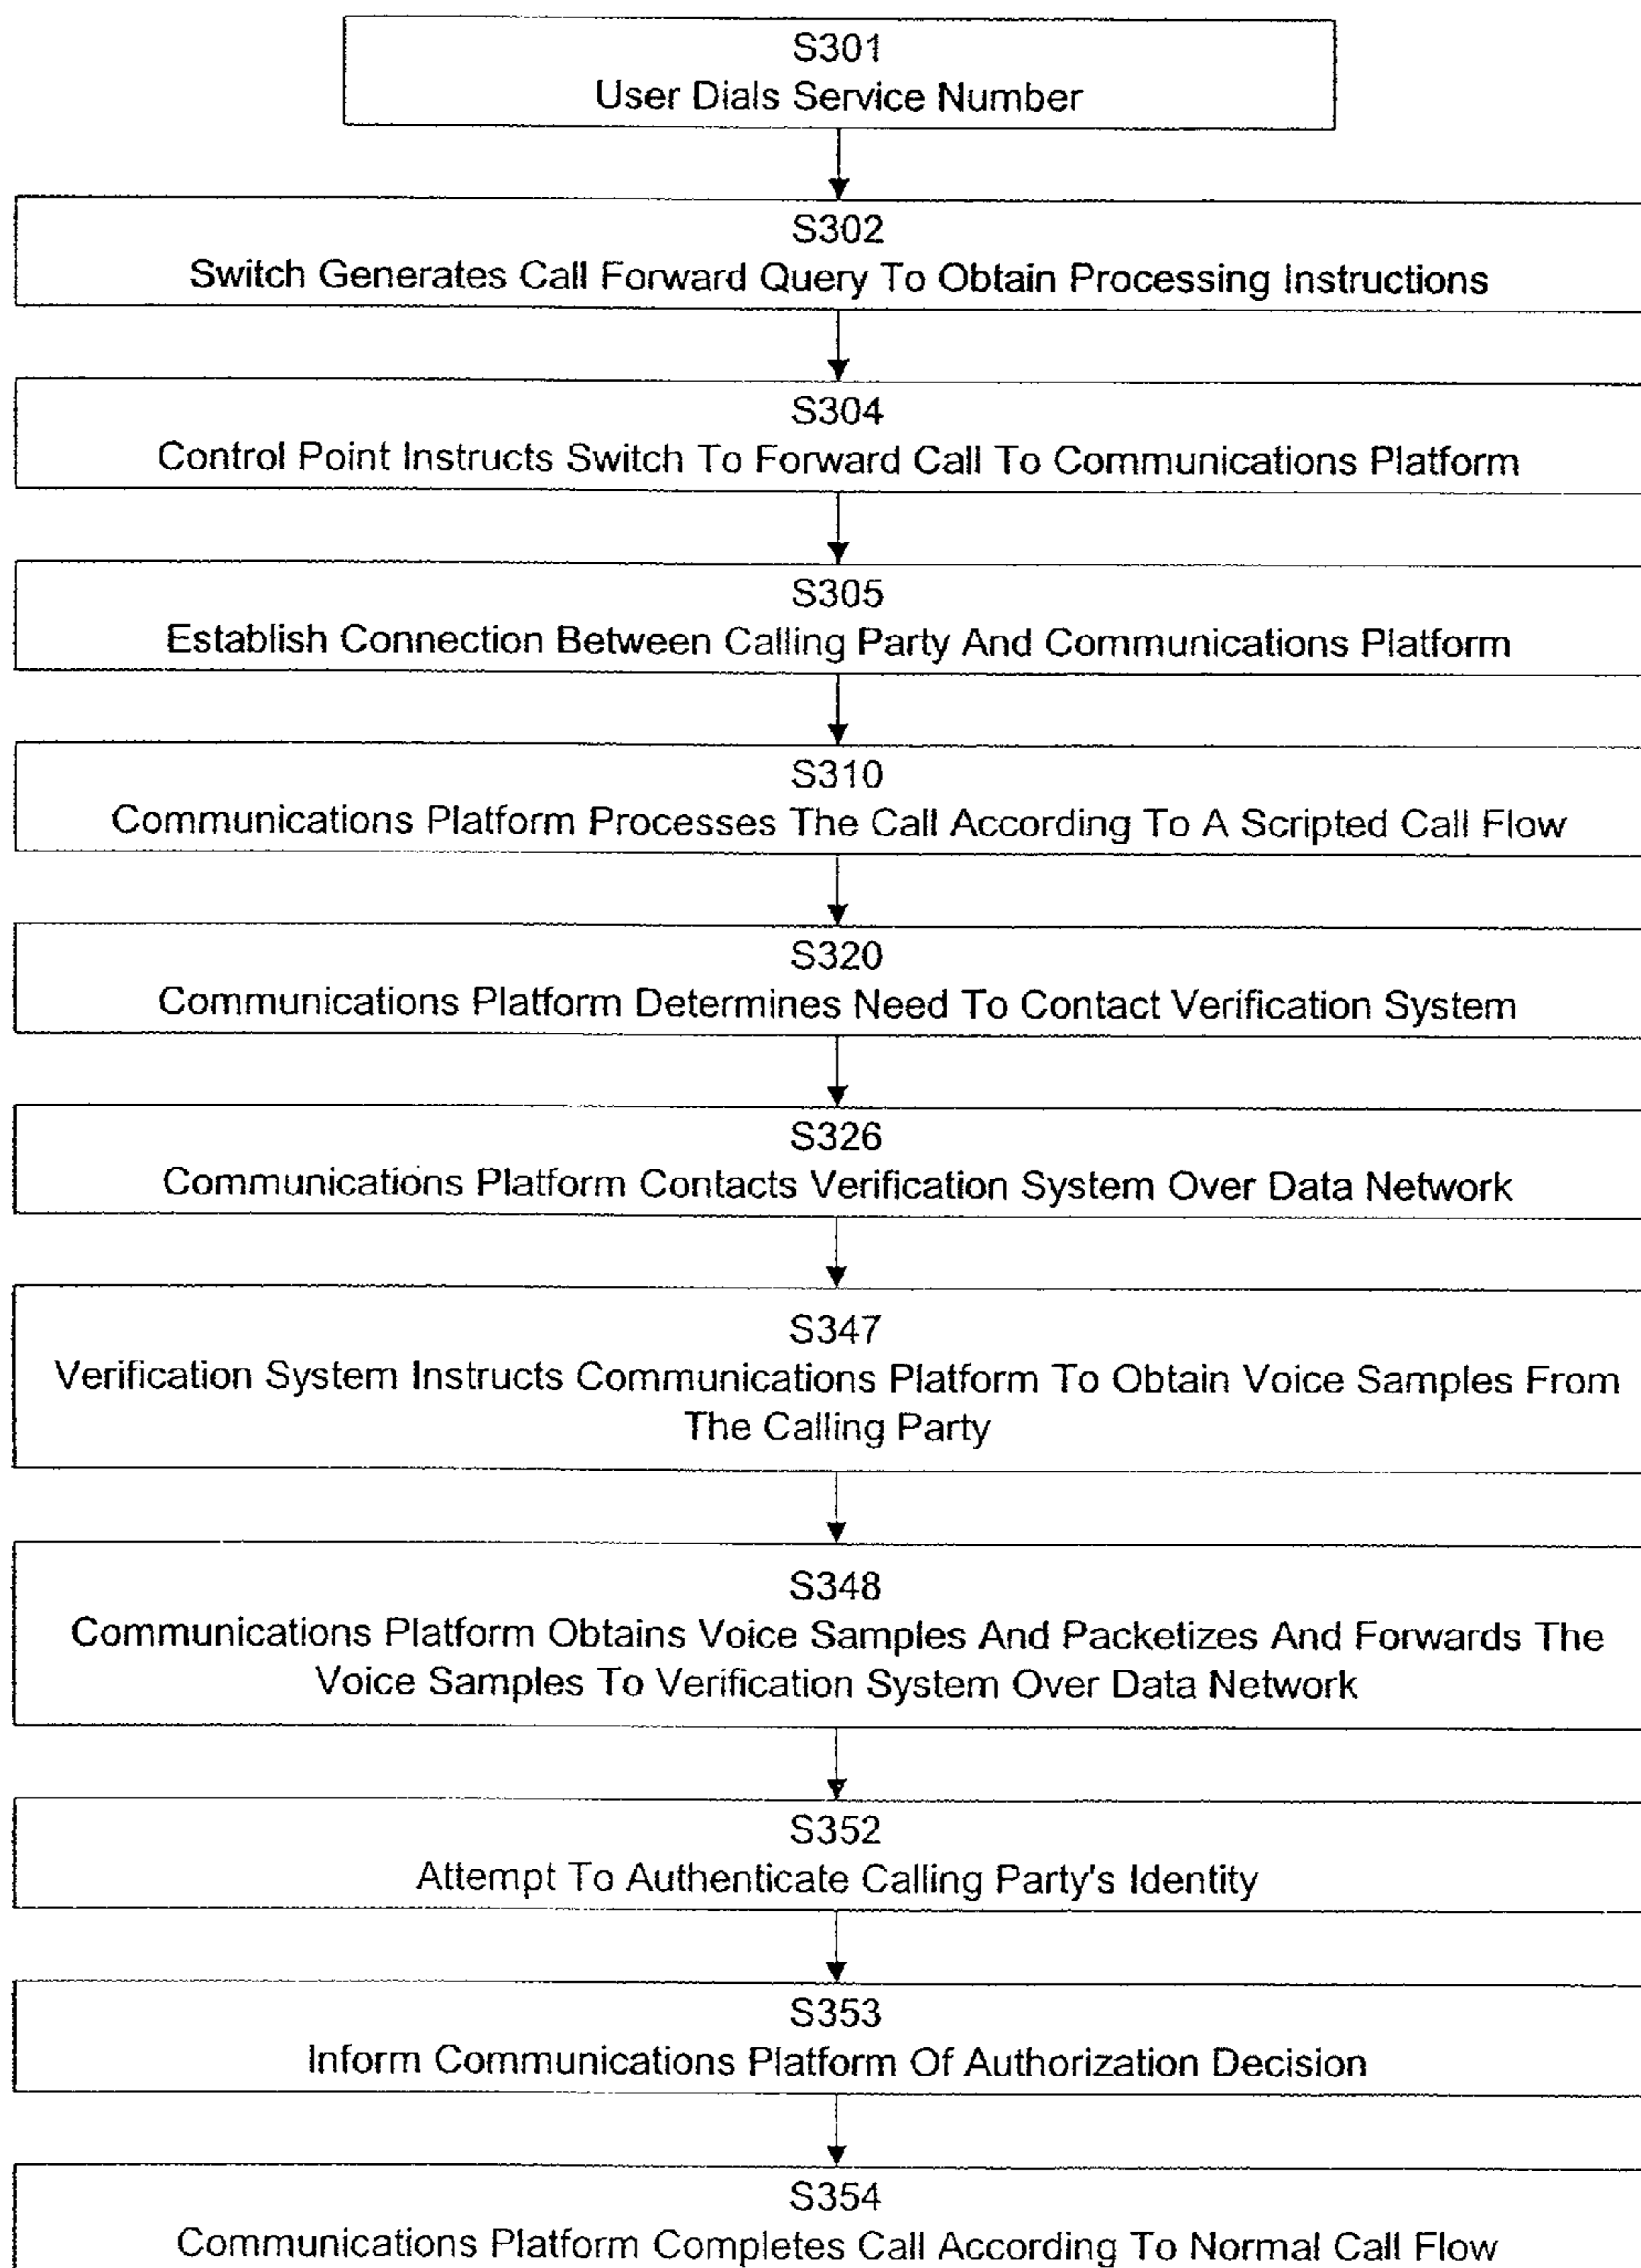 S301
User Dials Service Number
S302
Switch Generates Call Forward Query To Obtain Processing Instructions
S304
Control Point Instructs Switch To Forward Call To Communications Platform
S305
Establish Connection Between Calling Party And Communications Platform
S310
Communications Platform Processes The Call According To A Scripted Call Flow
S320
Communications Platform Determines Need To Contact Verification System
S326
Communications Platform Contacts Verification System Over Data Network
S347
Verification System Instructs Communications Platform To Obtain Voice Samples From
The Calling Party
S348
Communications Platform Obtains Voice Samples And Packetizes And Forwards The
Voice Samples To Verification System Over Data Network
S352
Attempt To Authenticate Calling Party's Identity
S353
Inform Communications Platform Of Authorization Decision
S354
Communications Platform Completes Call According To Normal Call Flow